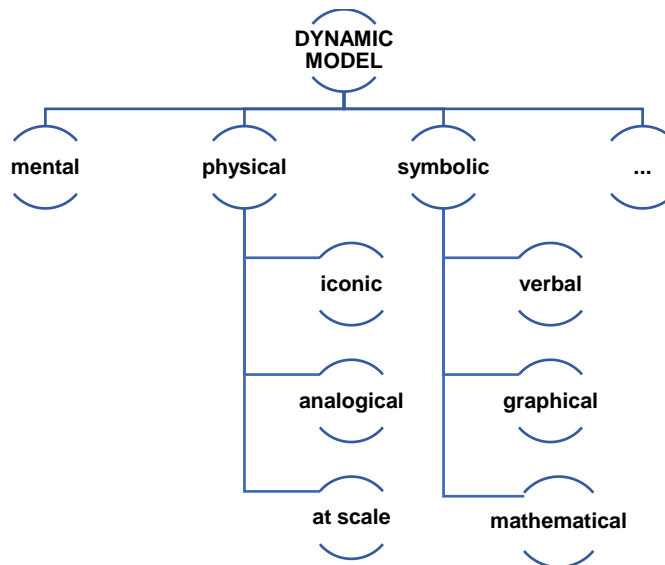 DYNAMIC
MODEL
mental
physical
symbolic
...
iconic
verbal
analogical
graphical
at scale
mathematical